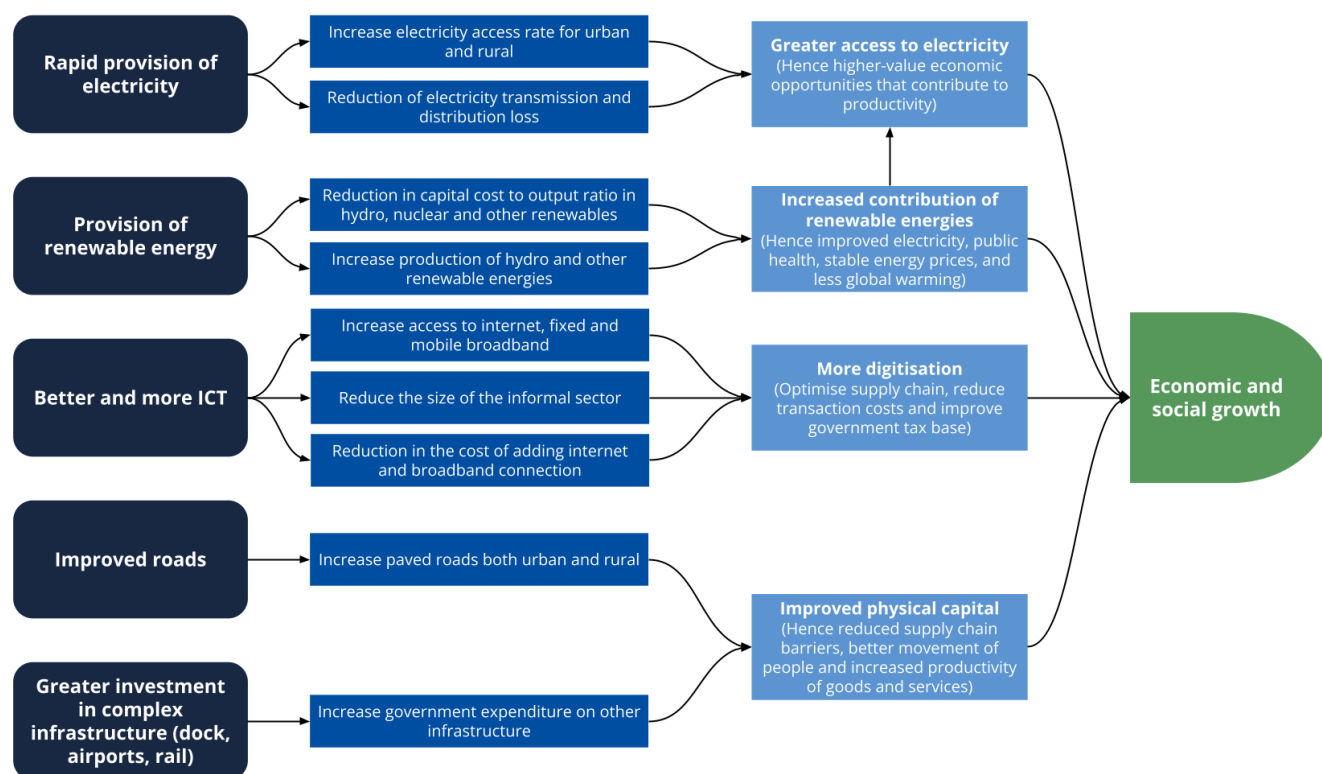 Rapid provision of
electricity
Increase electricity access rate for urban
and rural
Reduction of electricity transmission and
distribution loss
Greater access to electricity
(Hence higher-value economic
opportunities that contribute to
productivity)
Provision of
renewable energy
Reduction in capital cost to output ratio in
hydro, nuclear and other renewables
Increase production of hydro and other
renewable energies
Increased contribution of
renewable energies
(Hence improved electricity, public
health, stable energy prices, and
less global warming)
Better and more ICT
Increase access to internet, fixed and
mobile broadband
Reduce the size of the informal sector
Reduction in the cost of adding internet
and broadband connection
More digitisation
(Optimise supply chain, reduce
transaction costs and improve
government tax base)
Economic and
social growth
Improved roads
Increase paved roads both urban and rural
Improved physical capital
(Hence reduced supply chain
barriers, better movement of
people and increased productivity
of goods and services)
Greater investment
in complex
infrastructure (dock,
airports, rail)
Increase government expenditure on other
infrastructure